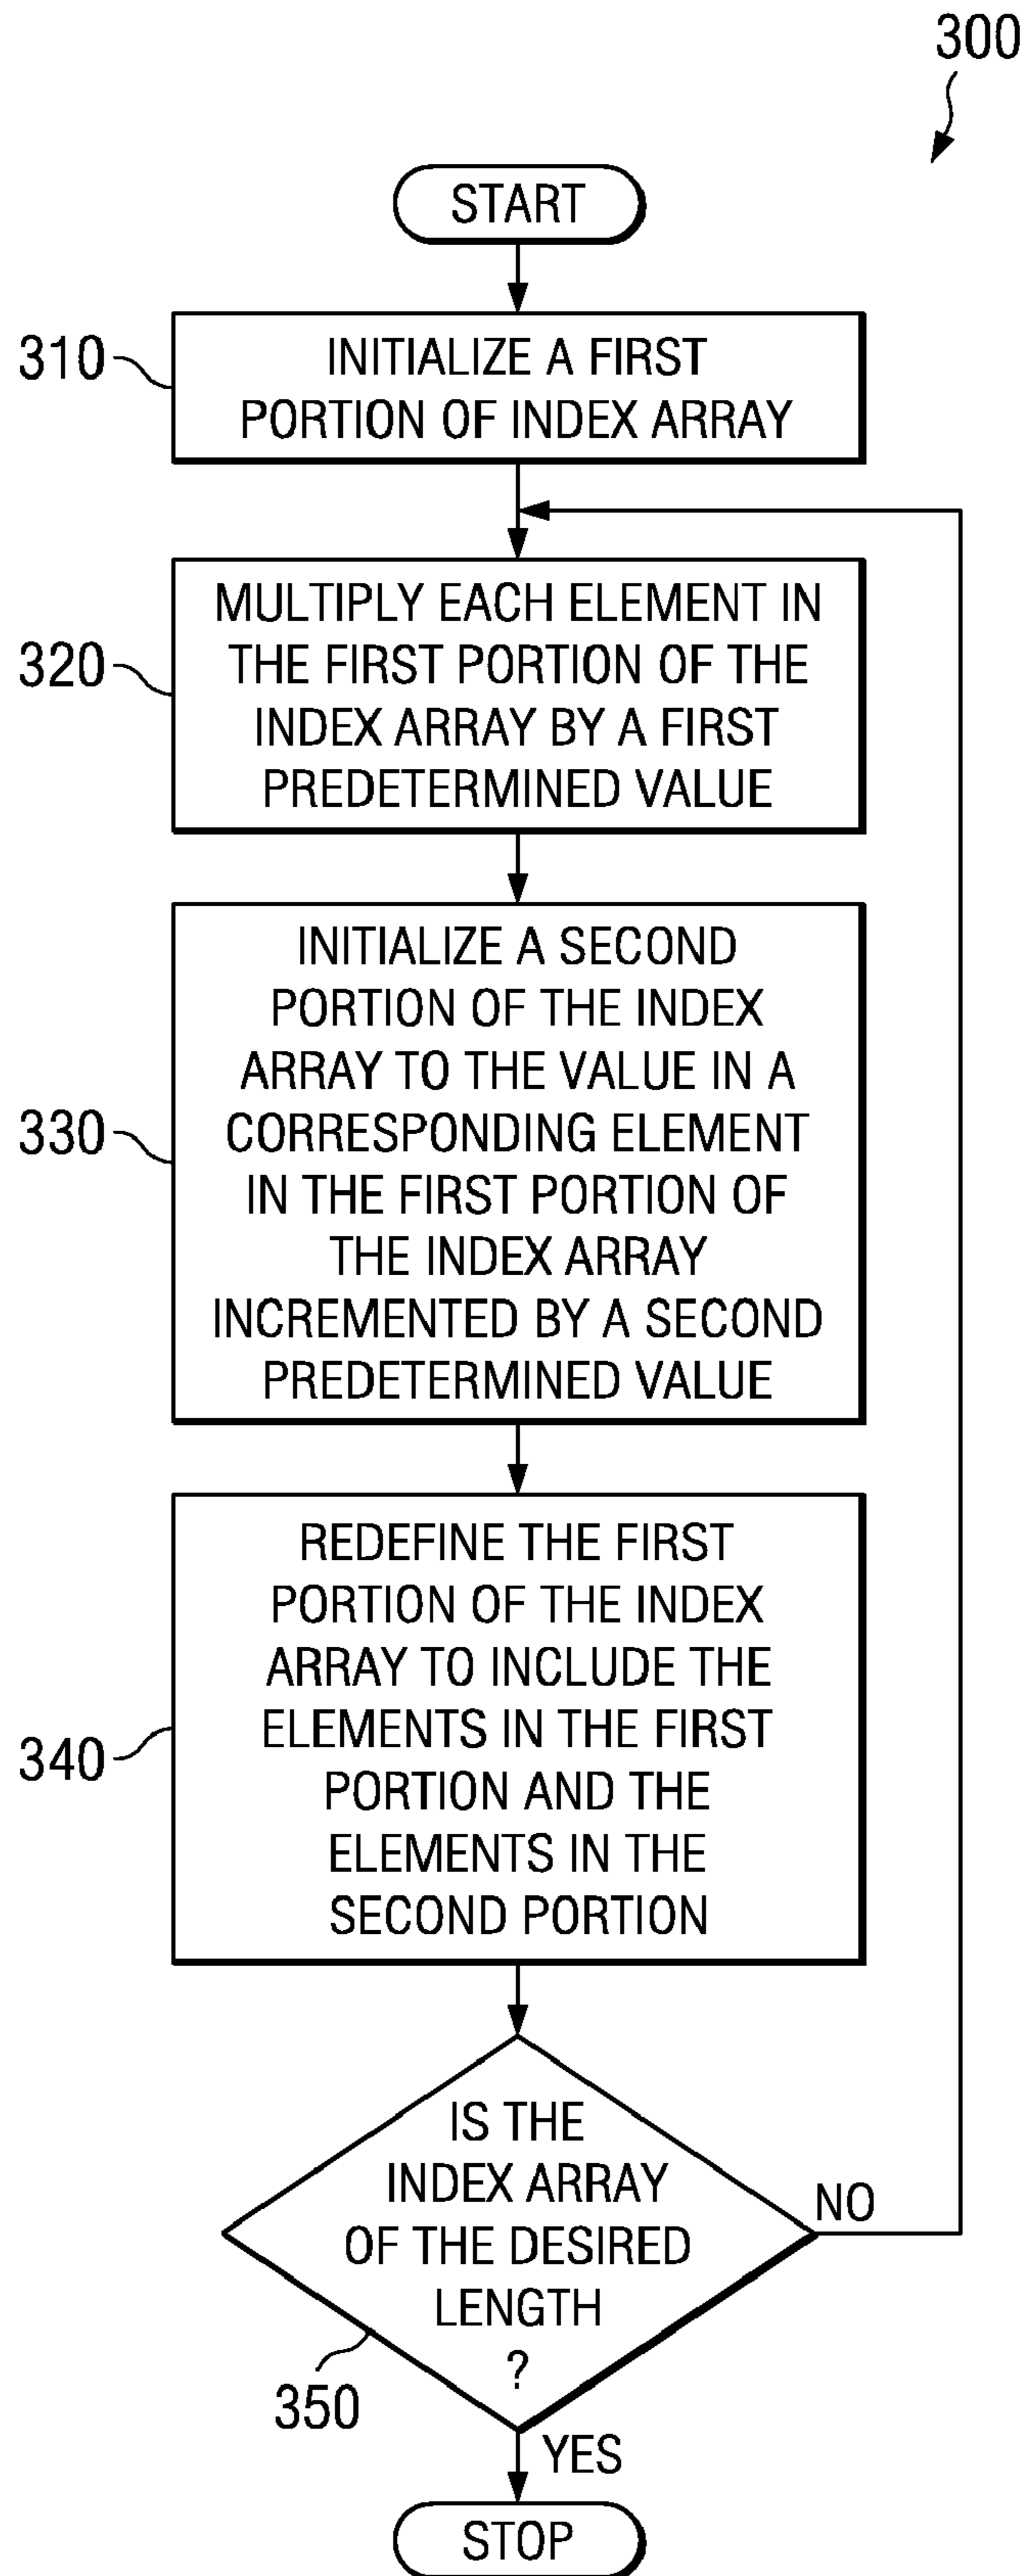 300
START
310
INITIALIZE A FIRST
PORTION OF INDEX ARRAY
320
MULTIPLY EACH ELEMENT IN
THE FIRST PORTION OF THE
INDEX ARRAY BY A FIRST
PREDETERMINED VALUE
330
INITIALIZE A SECOND
PORTION OF THE INDEX
ARRAY TO THE VALUE IN A
CORRESPONDING ELEMENT
IN THE FIRST PORTION OF
THE INDEX ARRAY
INCREMENTED BY A SECOND
PREDETERMINED VALUE
340
REDEFINE THE FIRST
PORTION OF THE INDEX
ARRAY TO INCLUDE THE
ELEMENTS IN THE FIRST
PORTION AND THE
ELEMENTS IN THE
SECOND PORTION
IS THE
INDEX ARRAY
OF THE DESIRED
LENGTH
?
NO
350
YES
STOP